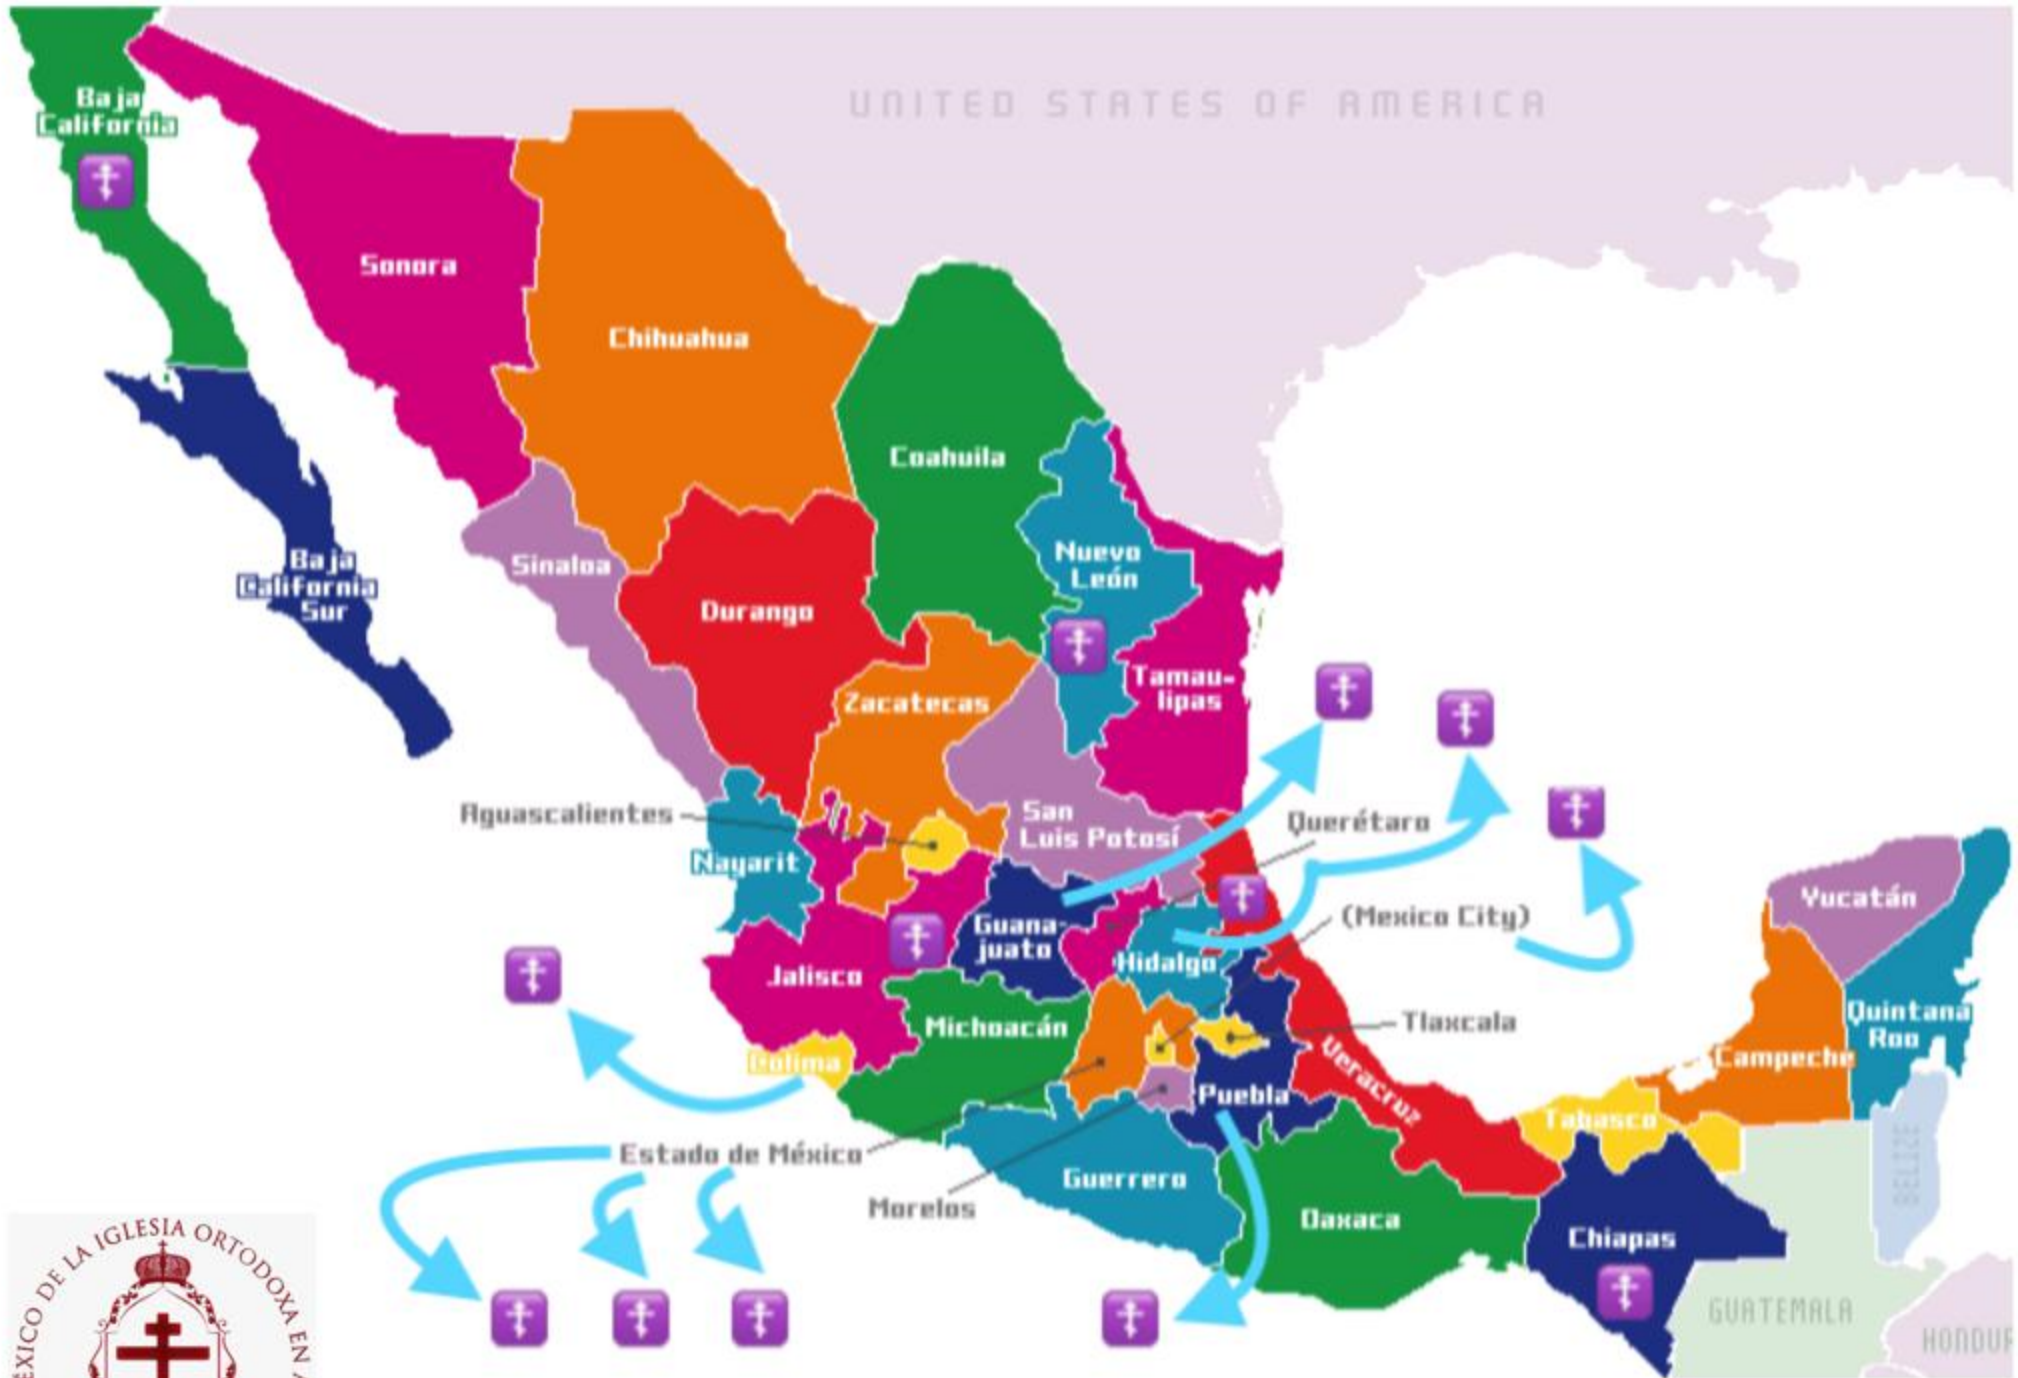 UNITED STATES OF AMERICA
Baja
California
Sonora
Chihuahua
Coahuila
Nuevo
León
Baja
California
Sur
Sinaloa
Durango
Tamau-
lipas
Zacatecas
Aguascalientes
San
Luis Potosí
Querétaro
Nayarit
Guana-
juato
(Mexico City)
Yucatán
Hidalgo
Jalisco
Michoacán
Tlaxcala
Quintana
Roo
Colima
Veracruz
Campeche
Puebla
Tabasco
Estado de México
BELIZE
Guerrero
Morelos
Oaxaca
Chiapas
GUATEMALA
HONDUR
ÉXICO DE LA IGLESIA ORTODOXA EN A